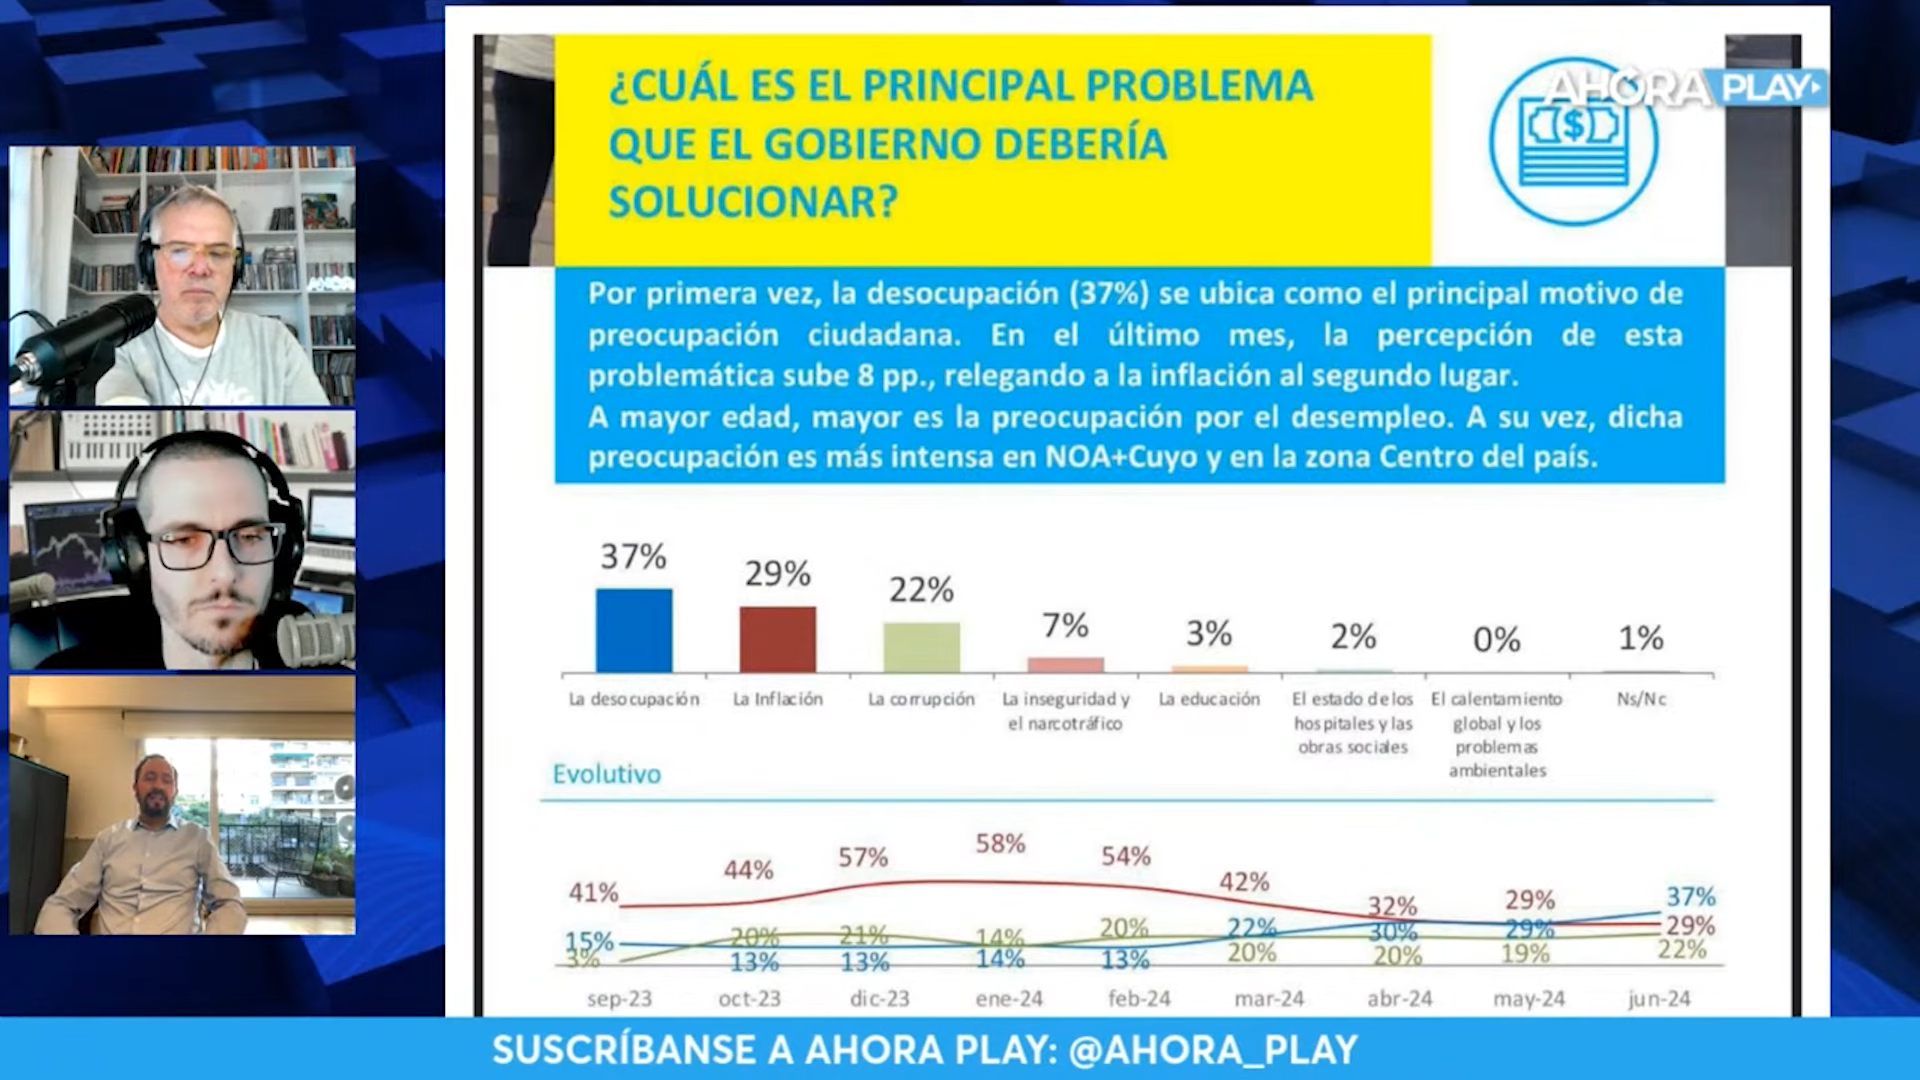 ¿CUÁL ES EL PRINCIPAL PROBLEMA
QUE EL GOBIERNO DEBERÍA
SOLUCIONAR?
AHORA PLAY
Por primera vez, la desocupación (37%) se ubica como el principal motivo de
preocupación ciudadana. En el último mes, la percepción de esta
problemática sube 8 pp., relegando a la inflación al segundo lugar.
A mayor edad, mayor es la preocupación por el desempleo. A su vez, dicha
preocupación es más intensa en NOA+Cuyo y en la zona Centro del país.
37% 29% 22% 7% 3% 2% 0% 1%
La desocupación
La Inflación
La corrupción
La inseguridad y
el narcotráfico
La educación
El estado de los
hospitales y las
obras sociales
El calentamiento
global y los
problemas
ambientales
Ns/Nc
Evolutivo
41% 44% 57% 58% 54% 42% 32% 29% 29%
15% 13% 13% 14% 13% 22% 30% 29% 37%
3% 20% 21% 14% 20% 20% 20% 19% 22%
sep-23 oct-23 dic-23 ene-24 feb-24 mar-24 abr-24 may-24 jun-24
SUSCRÍBANSE A AHORA PLAY: @AHORA_PLAY